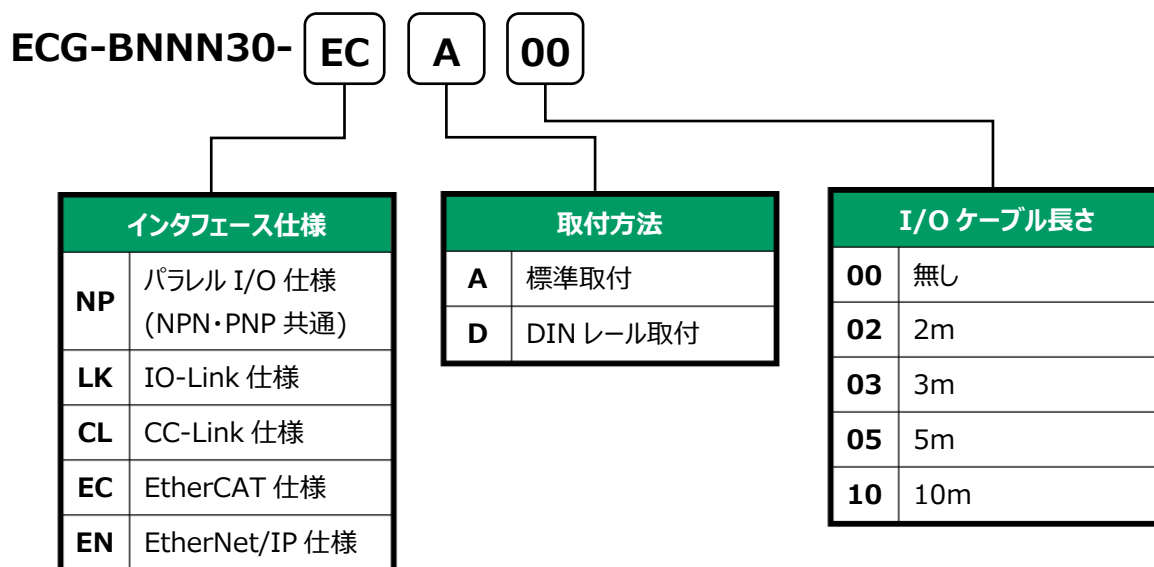 ECG-BNNN30- EC A 00
インタフェース仕様
NP パラレル I/O 仕様
(NPN・PNP 共通)
LK IO-Link 仕様
CL CC-Link 仕様
EC EtherCAT 仕様
EN EtherNet/IP 仕様
取付方法
A 標準取付
D DIN レール取付
I/O ケーブル長さ
00 無し
02 2m
03 3m
05 5m
10 10m